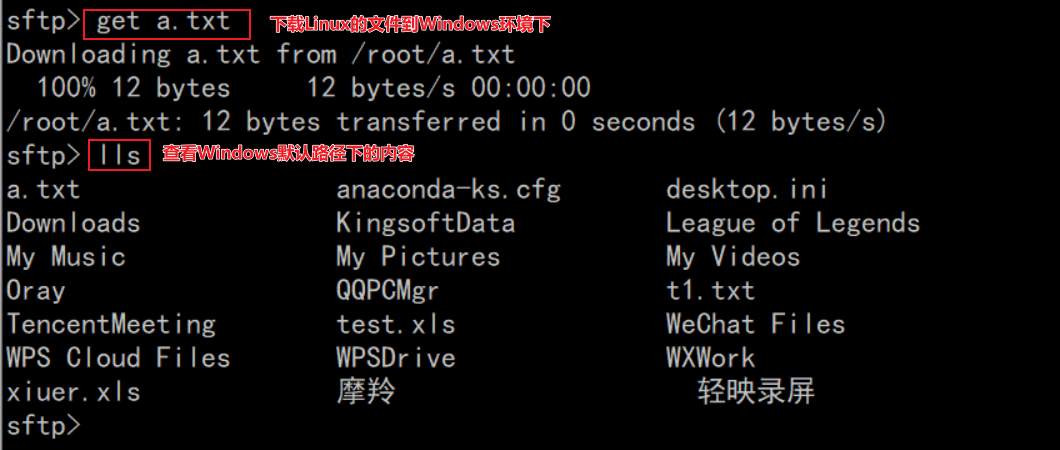 sftp> get a.txt 下载Linux的文件到Windows环境下
Downloading a.txt from /root/a.txt
100% 12 bytes 12 bytes/s 00:00:00
/root/a.txt: 12 bytes transferred in 0 seconds (12 bytes/s)
sftp> lls 查看Windows默认路径下的内容
a.txt anaconda-ks.cfg desktop.ini
Downloads KingsoftData League of Legends
My Music My Pictures My Videos
Oray QQPCMgr t1.txt
TencentMeeting test.xls WeChat Files
WPS Cloud Files WPSDrive WXWork
xiuer.xls 摩羚 轻映录屏
sftp>